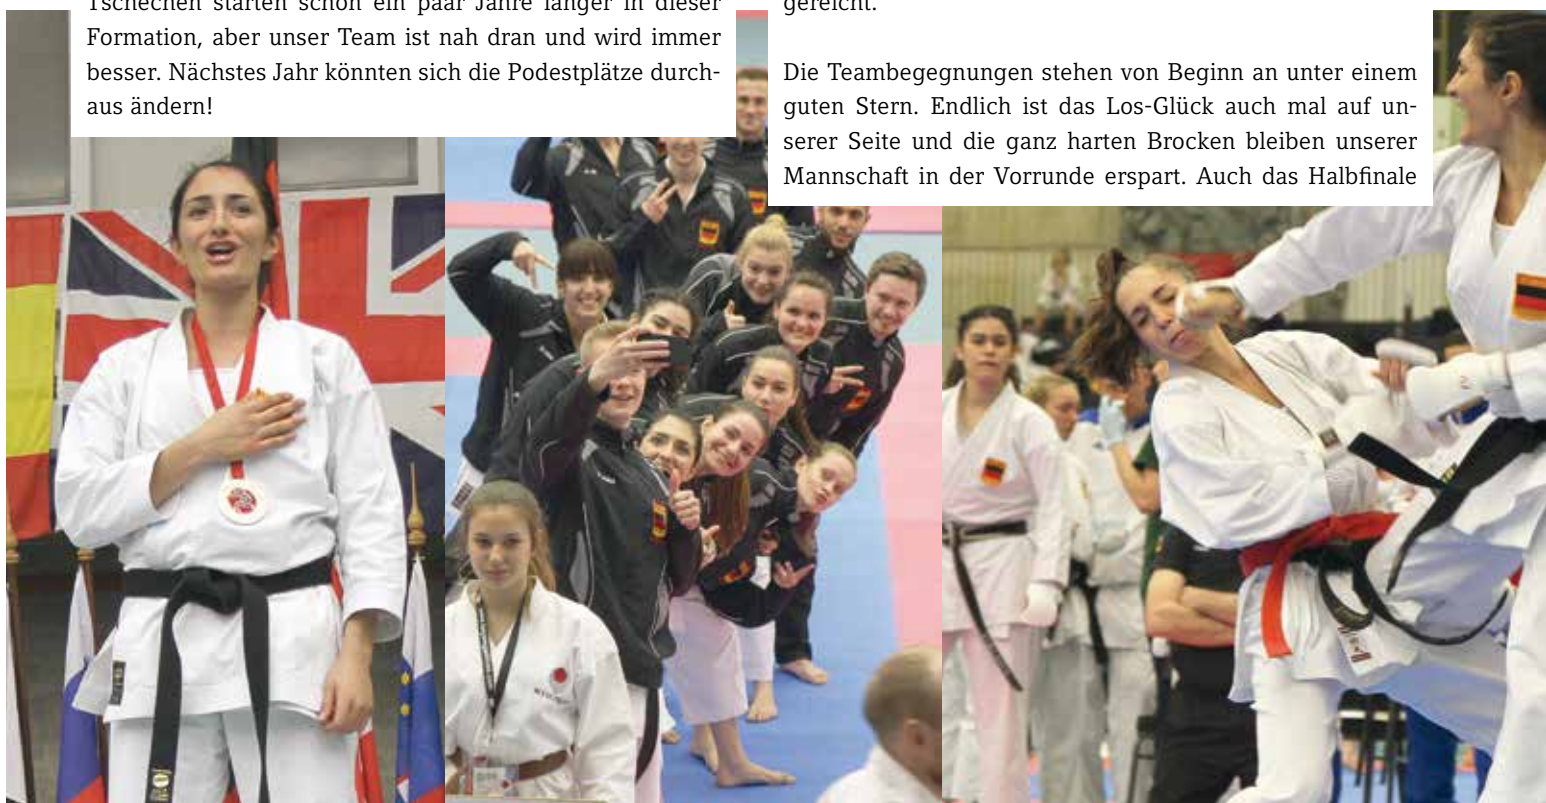 Tschechen starten schon ein paar Jahre länger in dieser
Formation, aber unser Team ist nah dran und wird immer
besser. Nächstes Jahr könnten sich die Podestplätze durch-
aus ändern!
gereicht.
Die Teambegegnungen stehen von Beginn an unter einem
guten Stern. Endlich ist das Los-Glück auch mal auf un-
serer Seite und die ganz harten Brocken bleiben unserer
Mannschaft in der Vorrunde erspart. Auch das Halbfinale